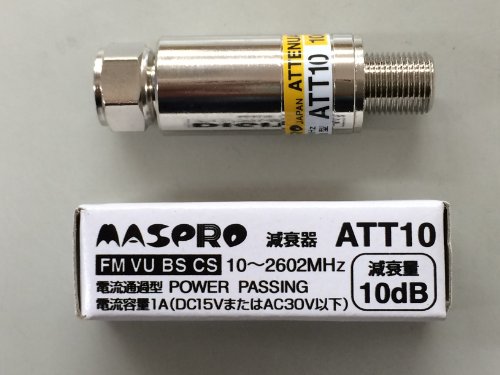 JAPAN ATTENU
ATT10
MASPRO 減衰器 ATT10
FM VU BS CS 10～2602MHz
減衰量
10dB
電流通過型 POWER PASSING
電流容量1A(DC15VまたはAC30V以下)